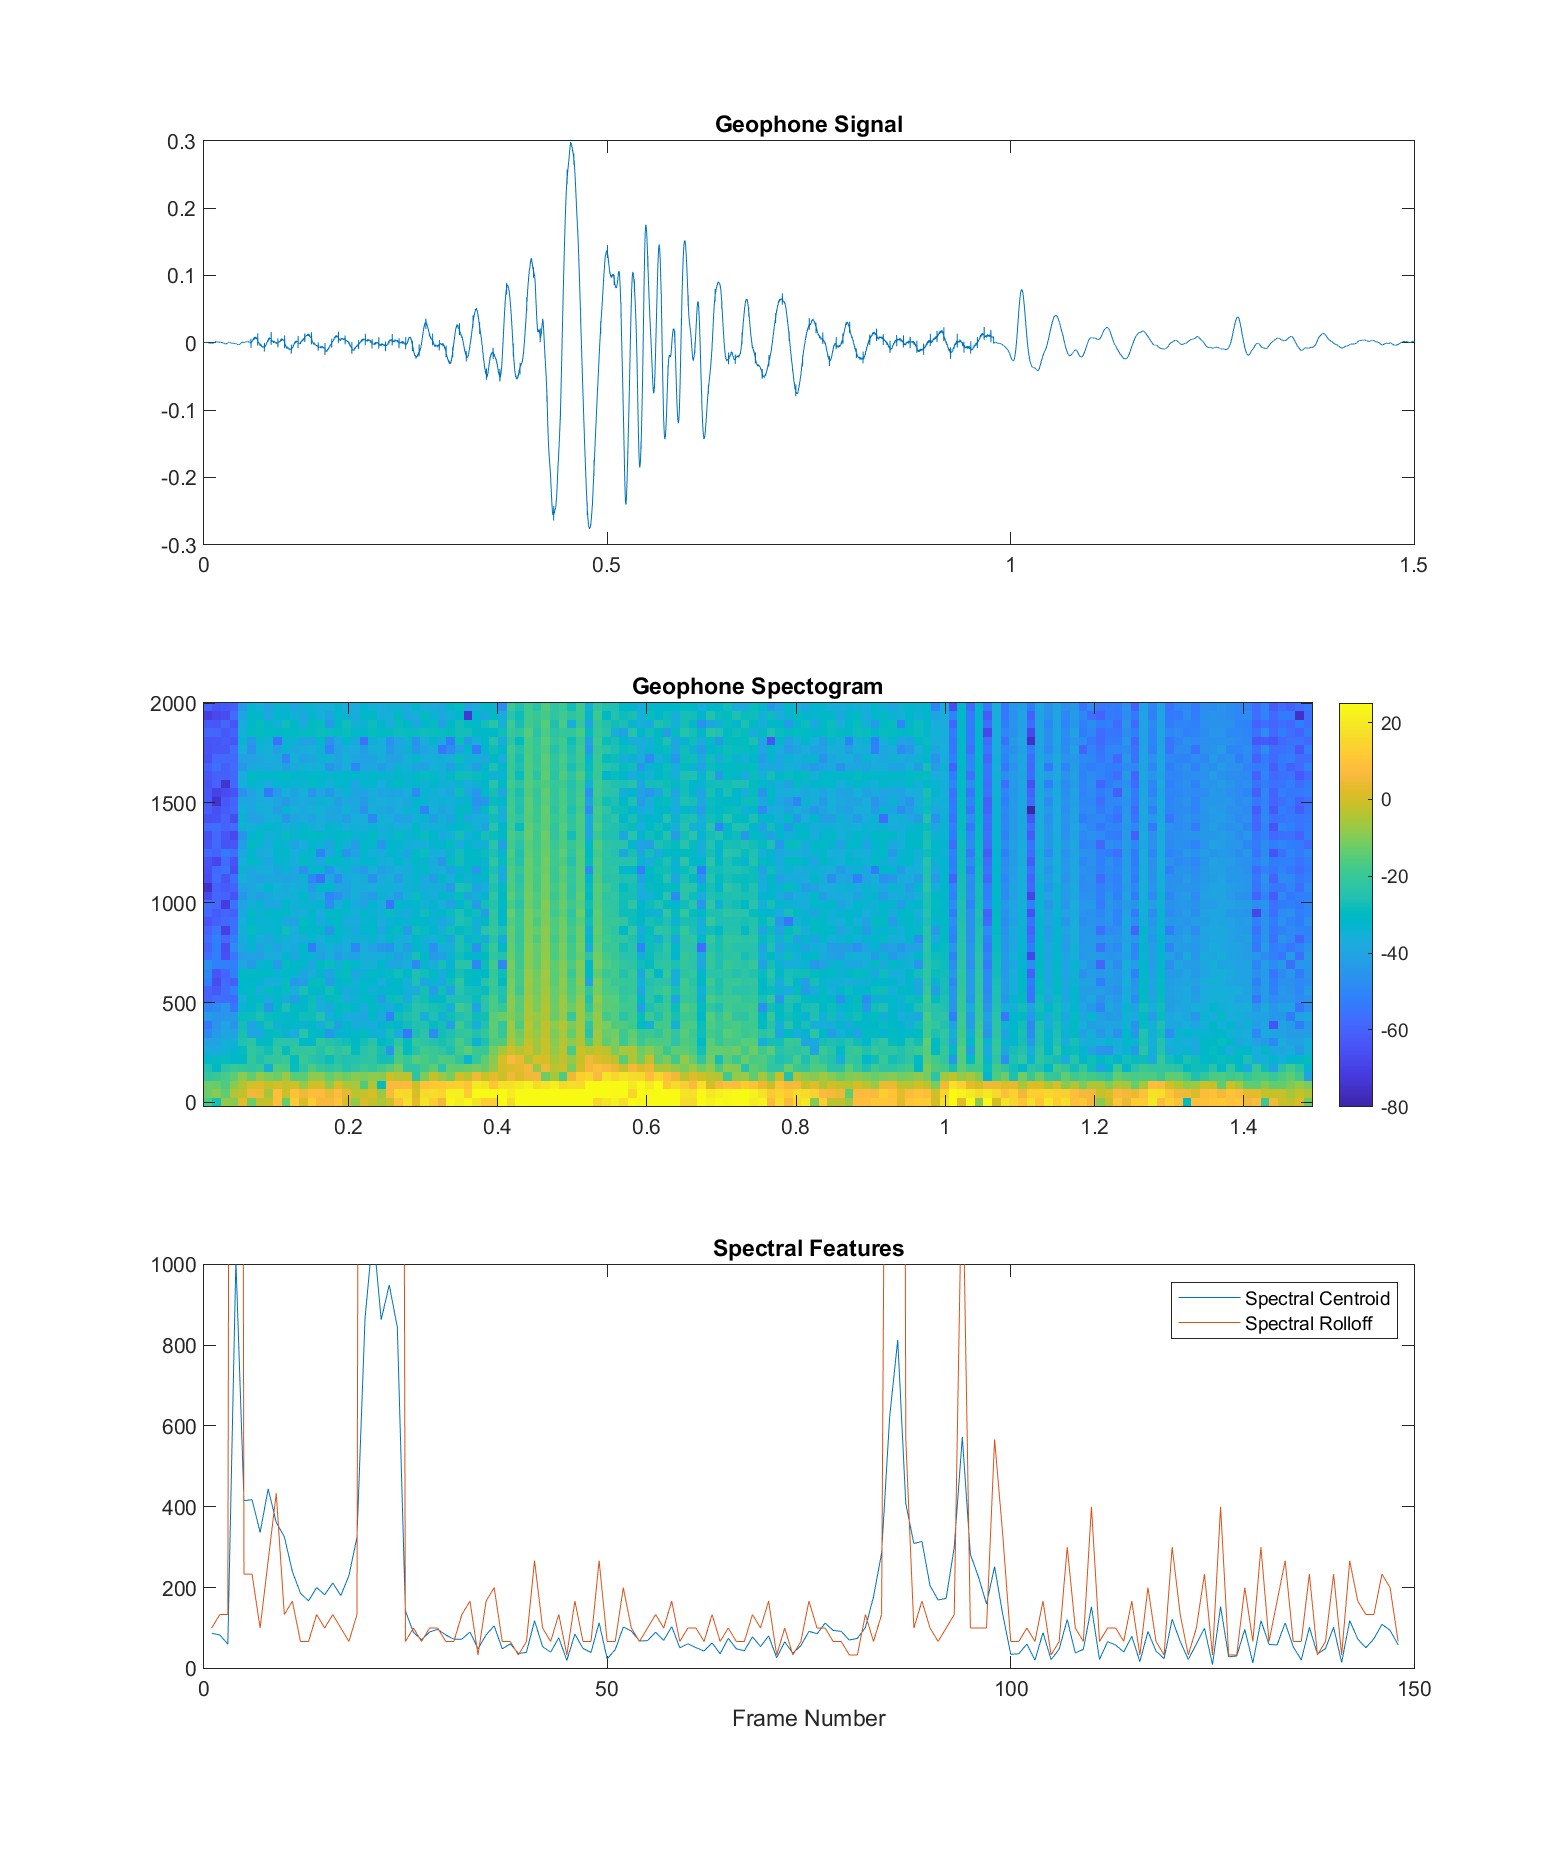 Geophone Signal
0.3
0.2
0.1
0
-0.1
-0.2
-0.3
0 0.5 1 1.5
Geophone Spectogram
2000
1500
1000
500
0
0.2 0.4 0.6 0.8 1 1.2 1.4
20
0
-20
-40
-60
-80
Spectral Features
1000
800
600
400
200
0
Spectral Centroid
Spectral Rolloff
0 50 100 150
Frame Number